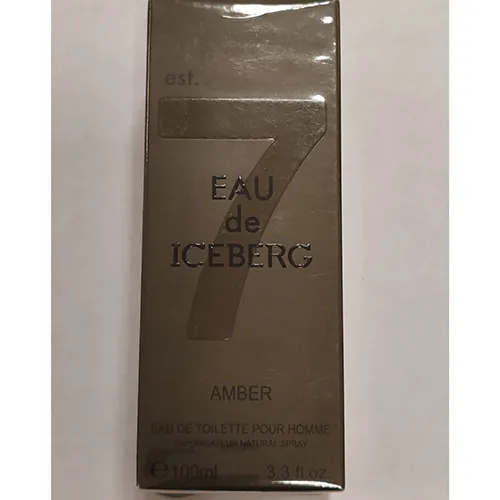 est.
7
EAU
de
ICEBERG
AMBER
EAU DE TOILETTE POUR HOMME
VAPORISATEUR NATURAL SPRAY
℮100ml 3.3 fl.oz